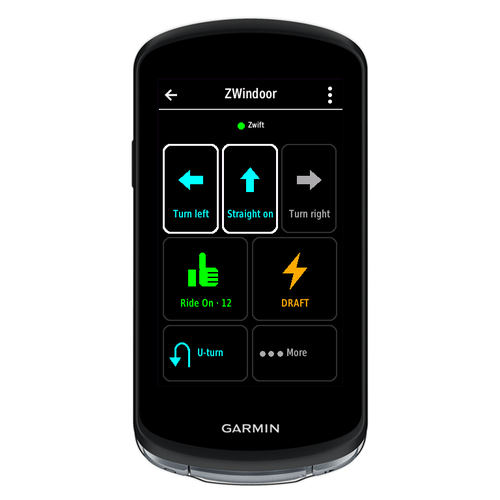 ZWindoor
Zwift
Turn left
Straight on
Turn right
Ride On · 12
DRAFT
U-turn
More
GARMIN